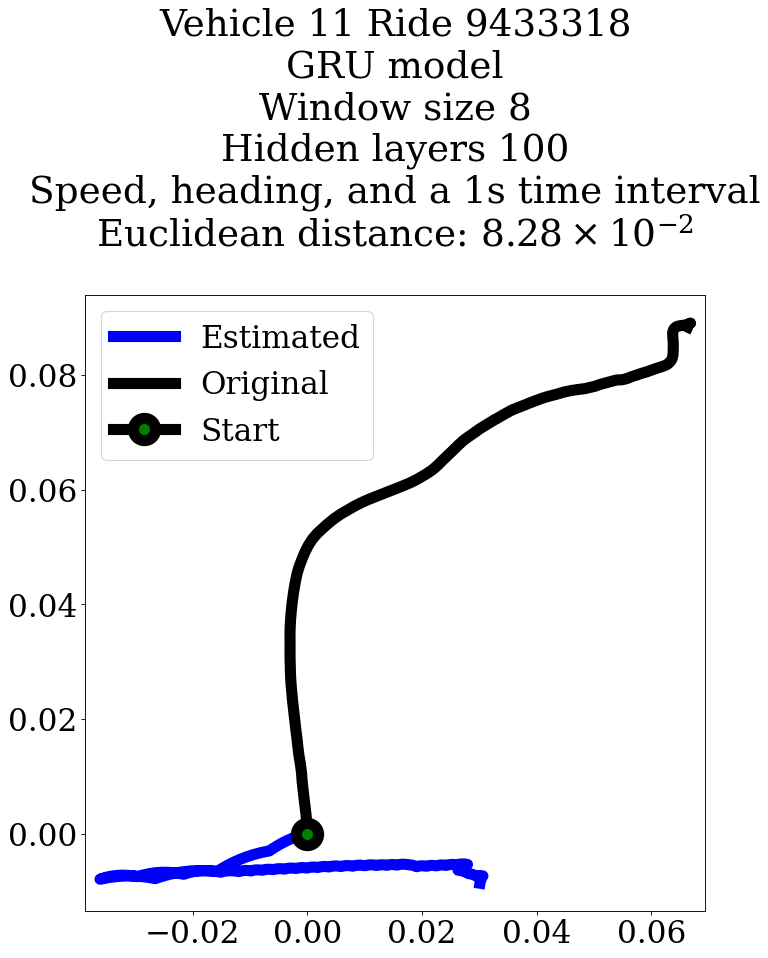 Vehicle 11 Ride 9433318
GRU model
Window size 8
Hidden layers 100
Speed, heading, and a 1s time interval
Euclidean distance: 8.28 × 10⁻²
Estimated
Original
Start
0.08
0.06
0.04
0.02
0.00
−0.02 0.00 0.02 0.04 0.06